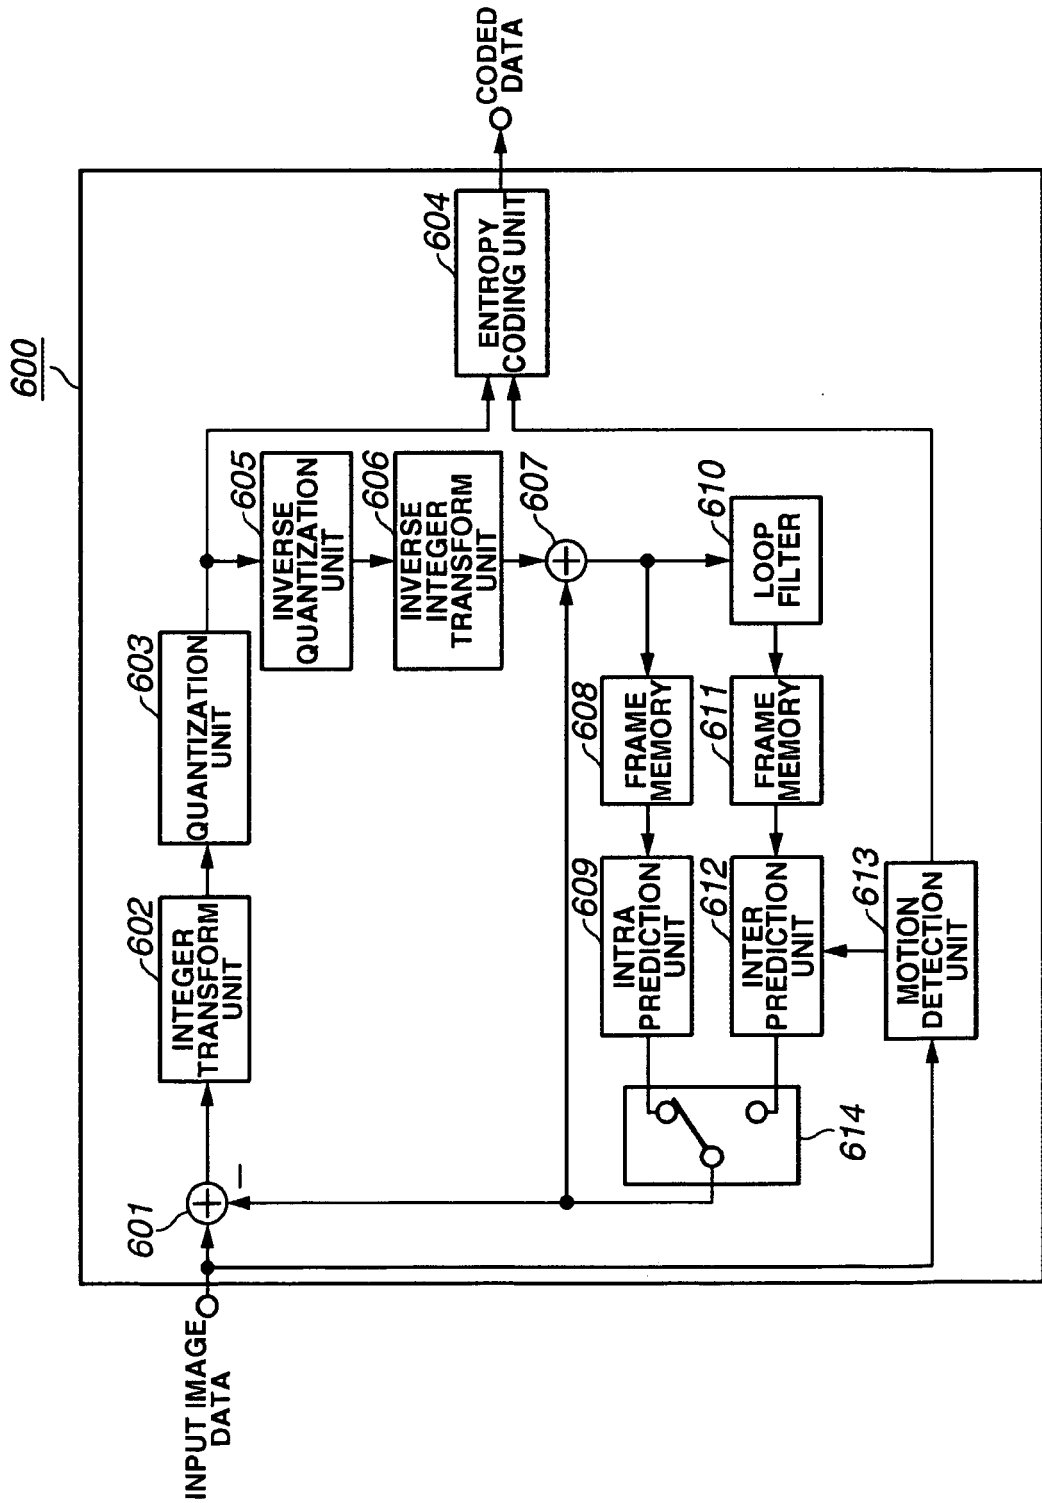 600
INPUT IMAGE
DATA
601
−
602
INTEGER
TRANSFORM
UNIT
603
QUANTIZATION
UNIT
604
ENTROPY
CODING UNIT
CODED
DATA
605
INVERSE
QUANTIZATION
UNIT
606
INVERSE
INTEGER
TRANSFORM
UNIT
607
608
FRAME
MEMORY
609
INTRA
PREDICTION
UNIT
610
LOOP
FILTER
611
FRAME
MEMORY
612
INTER
PREDICTION
UNIT
613
MOTION
DETECTION
UNIT
614